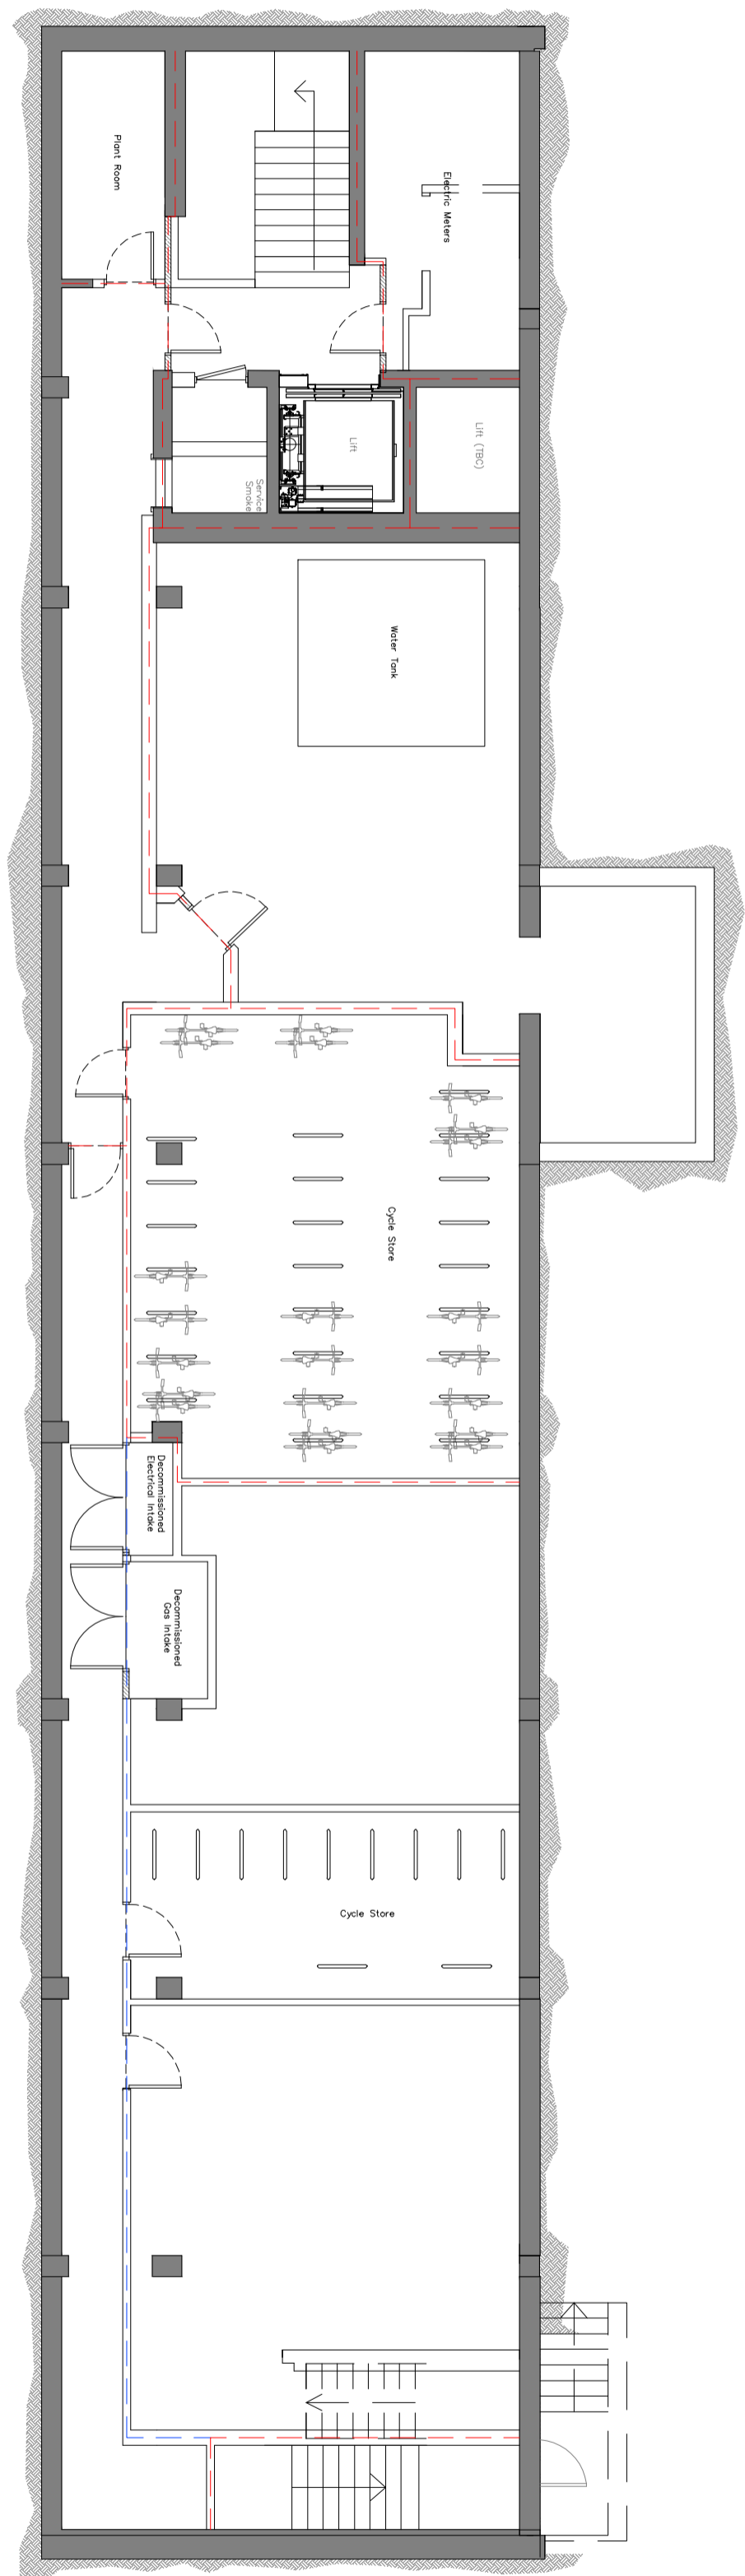 Plant Room
Electric Meters
Lift
Lift (TBC)
Service
Smoke
Water Tank
Cycle Store
Decommissioned
Electrical Intake
Decommissioned
Gas Intake
Cycle Store